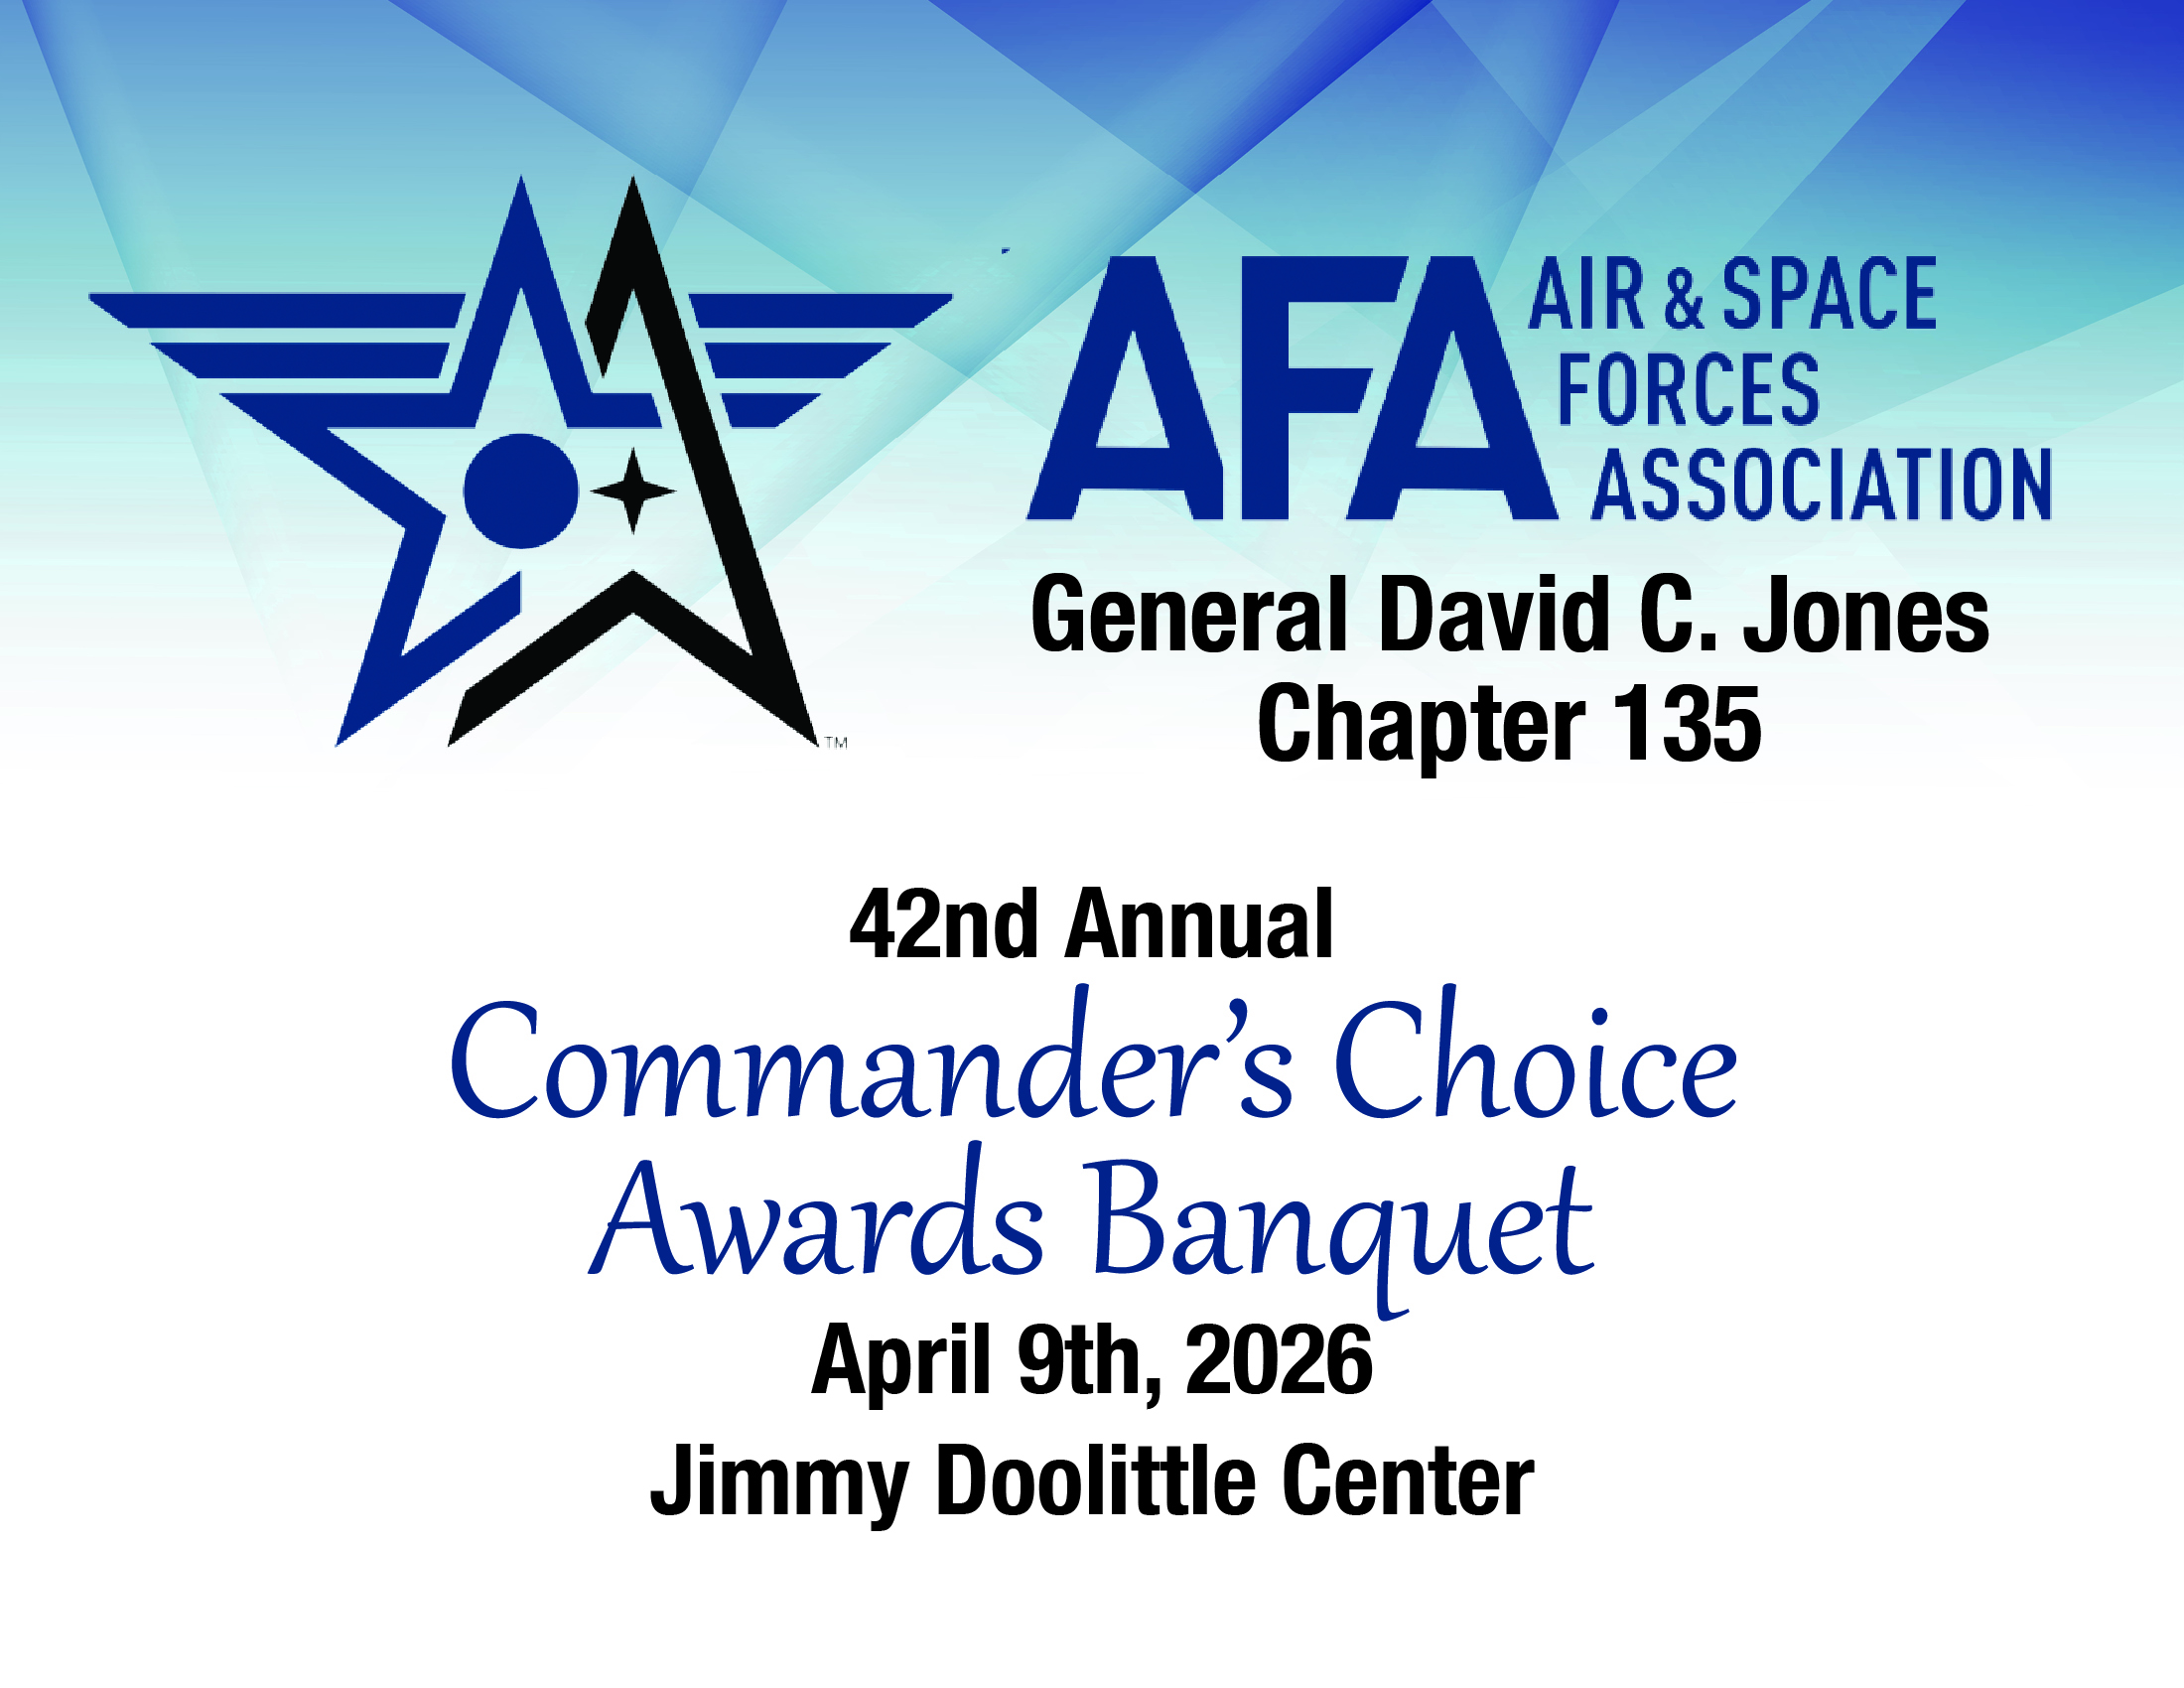 AFA AIR & SPACE
FORCES
ASSOCIATION
General David C. Jones
Chapter 135
TM
42nd Annual
Commander’s Choice
Awards Banquet
April 9th, 2026
Jimmy Doolittle Center